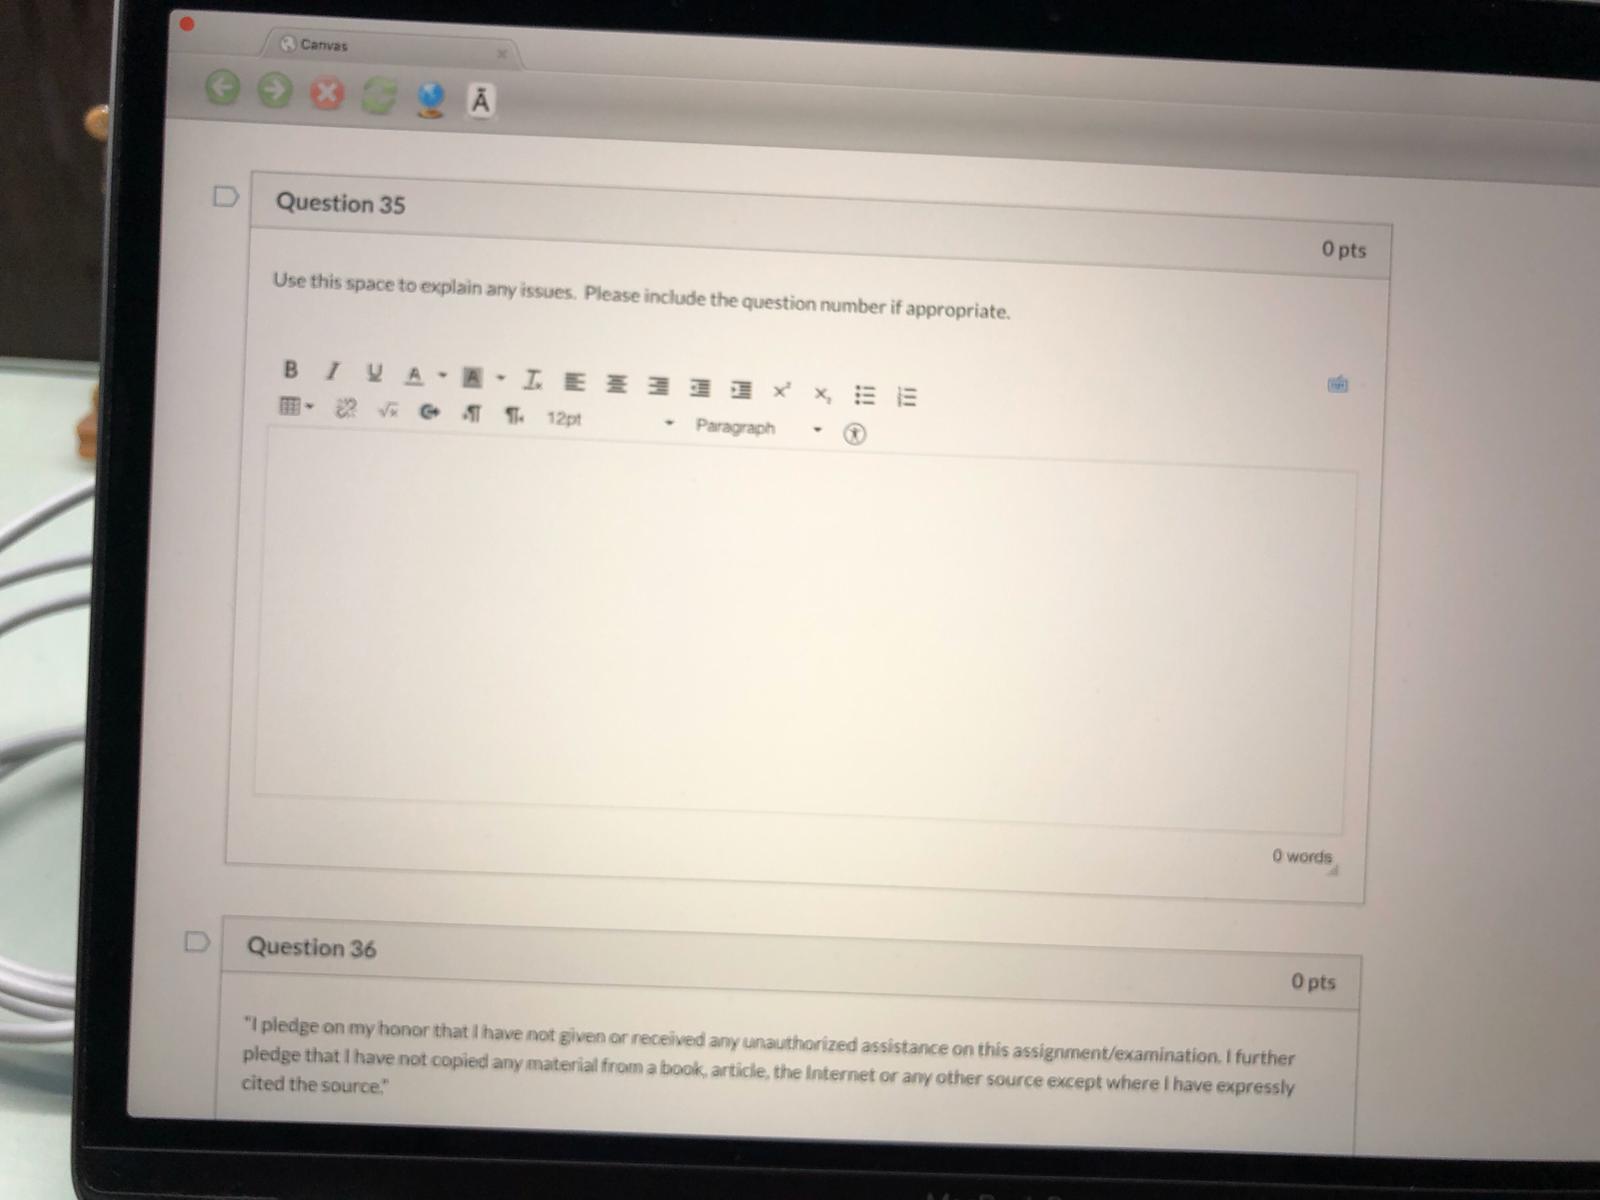 Canvas
Ã
Question 35
0 pts
Use this space to explain any issues. Please include the question number if appropriate.
B I U A A
12pt Paragraph
0 words
Question 36
0 pts
"I pledge on my honor that I have not given or received any unauthorized assistance on this assignment/examination. I further
pledge that I have not copied any material from a book, article, the Internet or any other source except where I have expressly
cited the source."